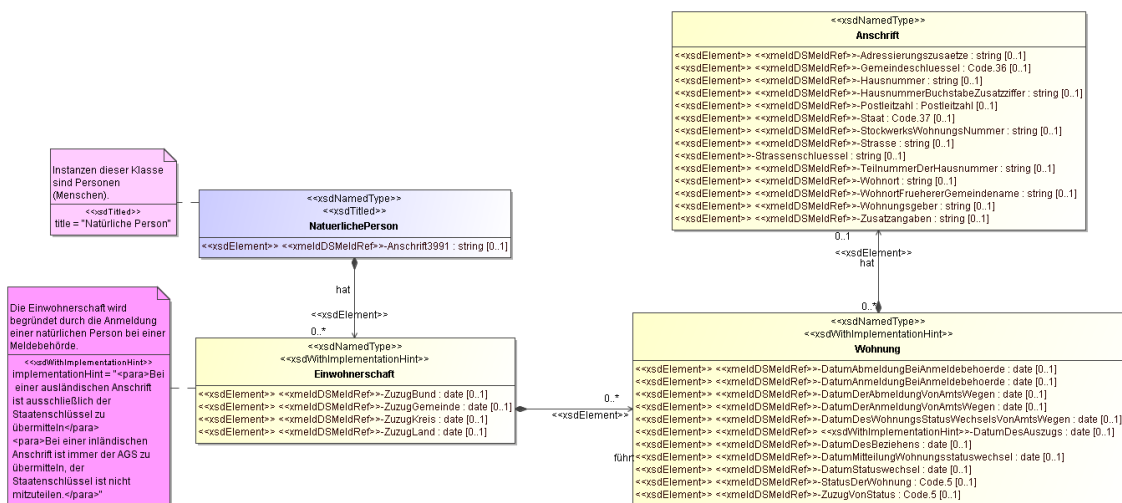 <<xsdNamedType>>
Anschrift
<<xsdElement>> <<xmeldDSMeldRef>>-Adressierungszusaetze : string [0..1]
<<xsdElement>> <<xmeldDSMeldRef>>-Gemeindeschluessel : Code.36 [0..1]
<<xsdElement>> <<xmeldDSMeldRef>>-Hausnummer : string [0..1]
<<xsdElement>> <<xmeldDSMeldRef>>-HausnummerBuchstabeZusatzziffer : string [0..1]
<<xsdElement>> <<xmeldDSMeldRef>>-Postleitzahl : Postleitzahl [0..1]
<<xsdElement>> <<xmeldDSMeldRef>>-Staat : Code.37 [0..1]
<<xsdElement>> <<xmeldDSMeldRef>>-StockwerksWohnungsNummer : string [0..1]
<<xsdElement>> <<xmeldDSMeldRef>>-Strasse : string [0..1]
<<xsdElement>>-Strassenschluessel : string [0..1]
<<xsdElement>> <<xmeldDSMeldRef>>-TeilnummerDerHausnummer : string [0..1]
<<xsdElement>> <<xmeldDSMeldRef>>-Wohnort : string [0..1]
<<xsdElement>> <<xmeldDSMeldRef>>-WohnortFruehererGemeindename : string [0..1]
<<xsdElement>> <<xmeldDSMeldRef>>-Wohnungsgeber : string [0..1]
<<xsdElement>> <<xmeldDSMeldRef>>-Zusatzangaben : string [0..1]
Instanzen dieser Klasse
sind Personen
(Menschen).
<<xsdTitled>>
title = "Natürliche Person"
<<xsdNamedType>>
<<xsdTitled>>
NatuerlichePerson
<<xsdElement>> <<xmeldDSMeldRef>>-Anschrift3991 : string [0..1]
0..1
<<xsdElement>>
hat
0..*
hat
<<xsdElement>>
0..*
Die Einwohnerschaft wird
begründet durch die Anmeldung
einer natürlichen Person bei einer
Meldebehörde.
<<xsdWithImplementationHint>>
implementationHint = "<para>Bei
einer ausländischen Anschrift
ist ausschließlich der
Staatenschlüssel zu
übermitteln</para>
<para>Bei einer inländischen
Anschrift ist immer der AGS zu
übermitteln, der
Staatenschlüssel ist nicht
mitzuteilen.</para>"
<<xsdNamedType>>
<<xsdWithImplementationHint>>
Einwohnerschaft
<<xsdElement>> <<xmeldDSMeldRef>>-ZuzugBund : date [0..1]
<<xsdElement>> <<xmeldDSMeldRef>>-ZuzugGemeinde : date [0..1]
<<xsdElement>> <<xmeldDSMeldRef>>-ZuzugKreis : date [0..1]
<<xsdElement>> <<xmeldDSMeldRef>>-ZuzugLand : date [0..1]
0..*
<<xsdElement>>
führt
<<xsdNamedType>>
<<xsdWithImplementationHint>>
Wohnung
<<xsdElement>> <<xmeldDSMeldRef>>-DatumAbmeldungBeiAnmeldebehoerde : date [0..1]
<<xsdElement>> <<xmeldDSMeldRef>>-DatumAnmeldungBeiAnmeldebehoerde : date [0..1]
<<xsdElement>> <<xmeldDSMeldRef>>-DatumDerAbmeldungVonAmtsWegen : date [0..1]
<<xsdElement>> <<xmeldDSMeldRef>>-DatumDerAnmeldungVonAmtsWegen : date [0..1]
<<xsdElement>> <<xmeldDSMeldRef>>-DatumDesWohnungsStatusWechselsVonAmtsWegen : date [0..1]
<<xsdElement>> <<xmeldDSMeldRef>> <<xsdWithImplementationHint>>-DatumDesAuszugs : date [0..1]
<<xsdElement>> <<xmeldDSMeldRef>>-DatumDesBeziehens : date [0..1]
<<xsdElement>> <<xmeldDSMeldRef>>-DatumMitteilungWohnungsstatuswechsel : date [0..1]
<<xsdElement>> <<xmeldDSMeldRef>>-DatumStatuswechsel : date [0..1]
<<xsdElement>> <<xmeldDSMeldRef>>-StatusDerWohnung : Code.5 [0..1]
<<xsdElement>> <<xmeldDSMeldRef>>-ZuzugVonStatus : Code.5 [0..1]